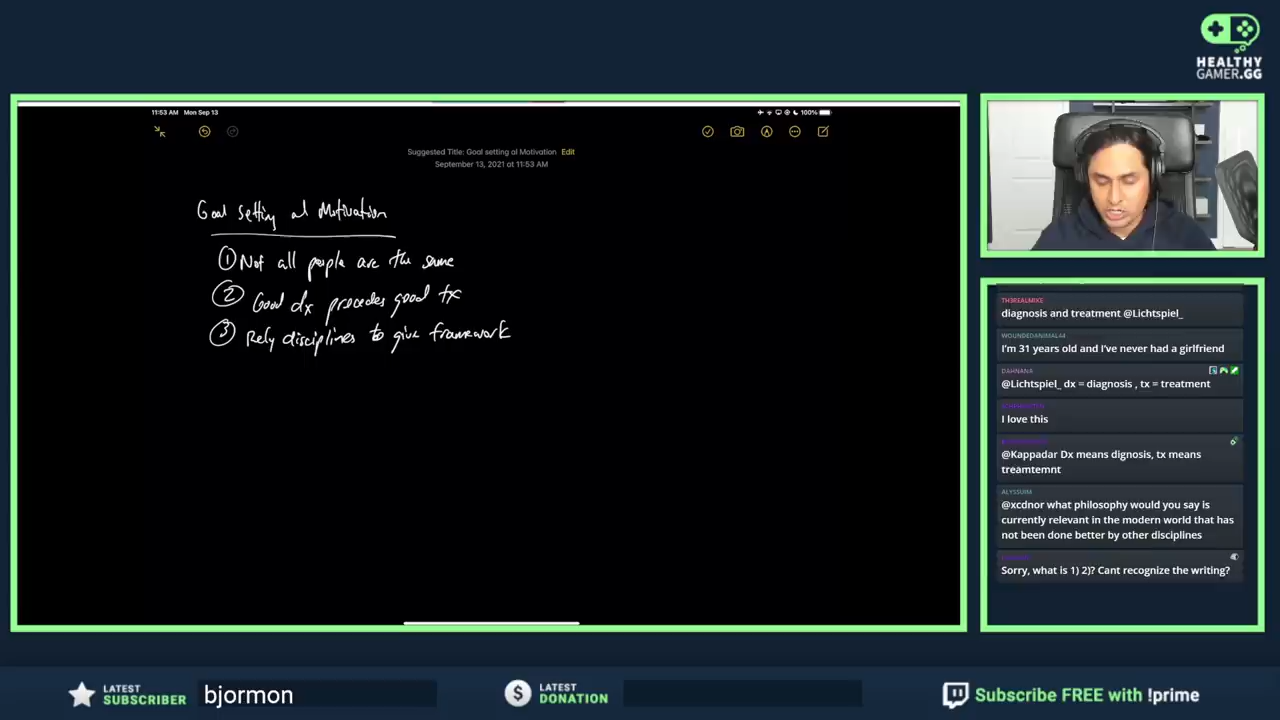 HEALTHY
GAMER.GG
11:53 AM Mon Sep 13
100%
Suggested Title: Goal setting al Motivation Edit
September 13, 2021 at 11:53 AM
Goal setting al Motivation
① Not all people are the same
② Good dx precedes good tx
③ Rely disciplines to give framework
TH3REALMIKE
diagnosis and treatment @Lichtspiel_
WOUNDEDANIMAL44
I'm 31 years old and I've never had a girlfriend
DAHNANA
@Lichtspiel_ dx = diagnosis , tx = treatment
I love this
@Kappadar Dx means dignosis, tx means
treamtemnt
ALYSSUIM
@xcdnor what philosophy would you say is
currently relevant in the modern world that has
not been done better by other disciplines
Sorry, what is 1) 2)? Cant recognize the writing?
LATEST
SUBSCRIBER
bjormon
LATEST
DONATION
Subscribe FREE with !prime